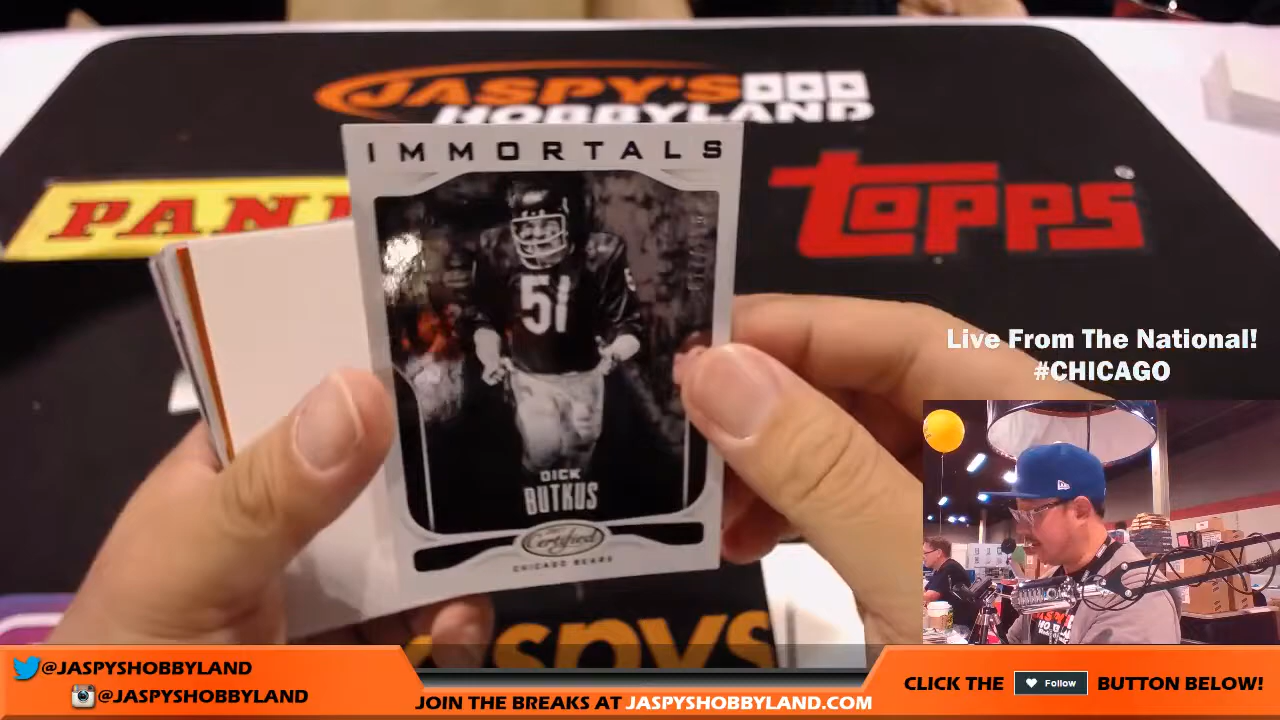 JASPY'S
HOBBYLAND
PANI
TOPPS
IMMORTALS
51
DICK
BUTKUS
Certified
CHICAGO BEARS
Live From The National!
#CHICAGO
aspys
@JASPYSHOBBYLAND
@JASPYSHOBBYLAND
JOIN THE BREAKS AT JASPYSHOBBYLAND.COM
CLICK THE Follow BUTTON BELOW!